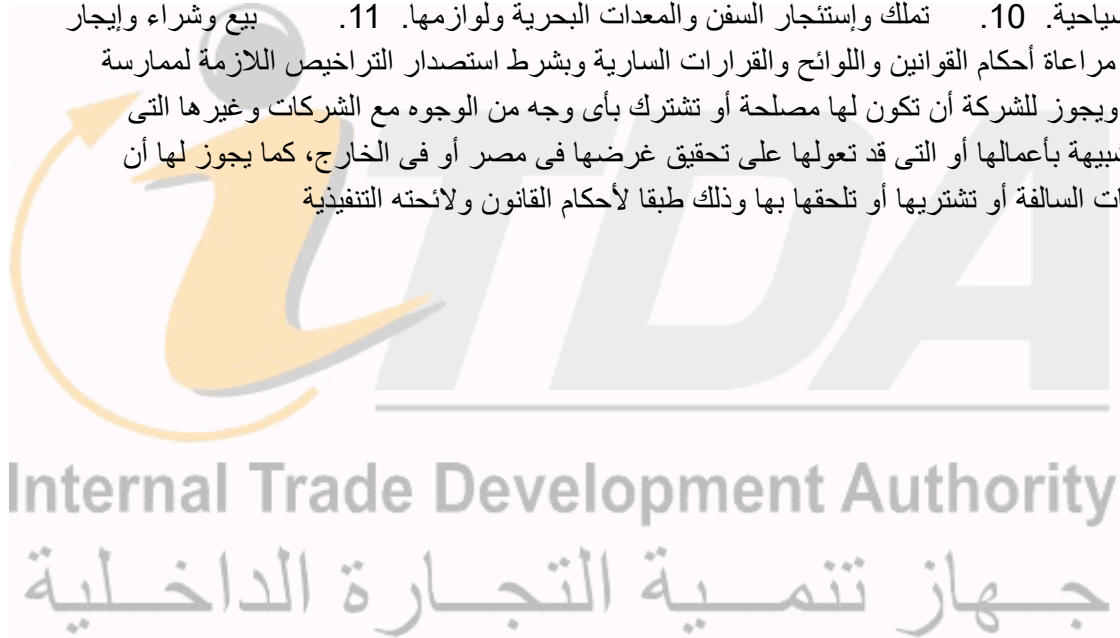 سياحية. 10. تملك وإستئجار السفن والمعدات البحرية ولوازمها. 11. بيع وشراء وإيجار
مراعاة أحكام القوانين واللوائح والقرارات السارية وبشرط استصدار التراخيص اللازمة لممارسة
ويجوز للشركة أن تكون لها مصلحة أو تشترك بأى وجه من الوجوه مع الشركات وغيرها التى
شبيهة بأعمالها أو التى قد تعولها على تحقيق غرضها فى مصر أو فى الخارج، كما يجوز لها أن
السالفة أو تشتريها أو تلحقها بها وذلك طبقا لأحكام القانون ولائحته التنفيذية
iTDA
Internal Trade Development Authority
جهاز تنمية التجارة الداخلية